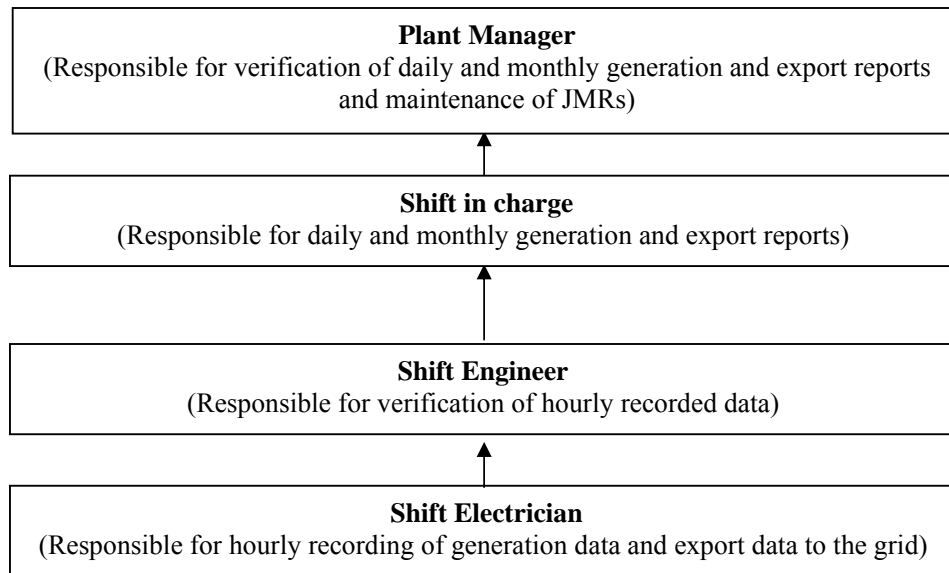 Plant Manager
(Responsible for verification of daily and monthly generation and export reports
and maintenance of JMRs)
Shift in charge
(Responsible for daily and monthly generation and export reports)
Shift Engineer
(Responsible for verification of hourly recorded data)
Shift Electrician
(Responsible for hourly recording of generation data and export data to the grid)